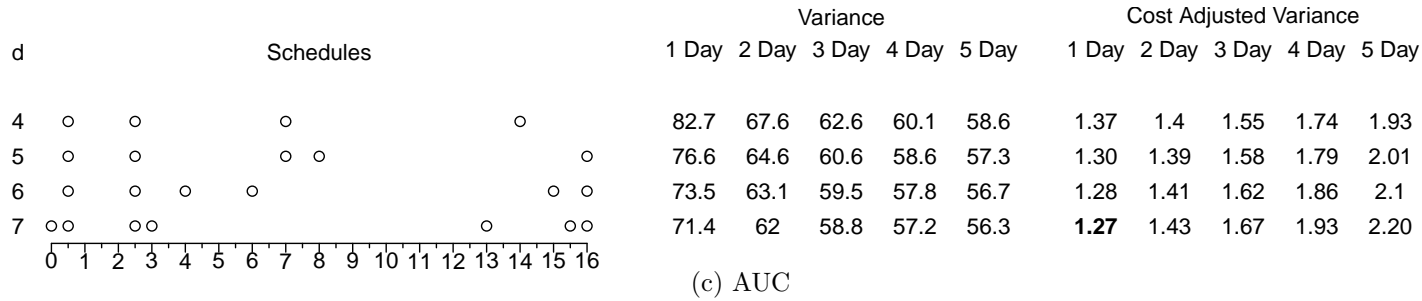 Variance Cost Adjusted Variance
d Schedules 1 Day 2 Day 3 Day 4 Day 5 Day 1 Day 2 Day 3 Day 4 Day 5 Day
4 82.7 67.6 62.6 60.1 58.6 1.37 1.4 1.55 1.74 1.93
5 76.6 64.6 60.6 58.6 57.3 1.30 1.39 1.58 1.79 2.01
6 73.5 63.1 59.5 57.8 56.7 1.28 1.41 1.62 1.86 2.1
7 71.4 62 58.8 57.2 56.3 1.27 1.43 1.67 1.93 2.20
0 1 2 3 4 5 6 7 8 9 10 11 12 13 14 15 16
(c) AUC